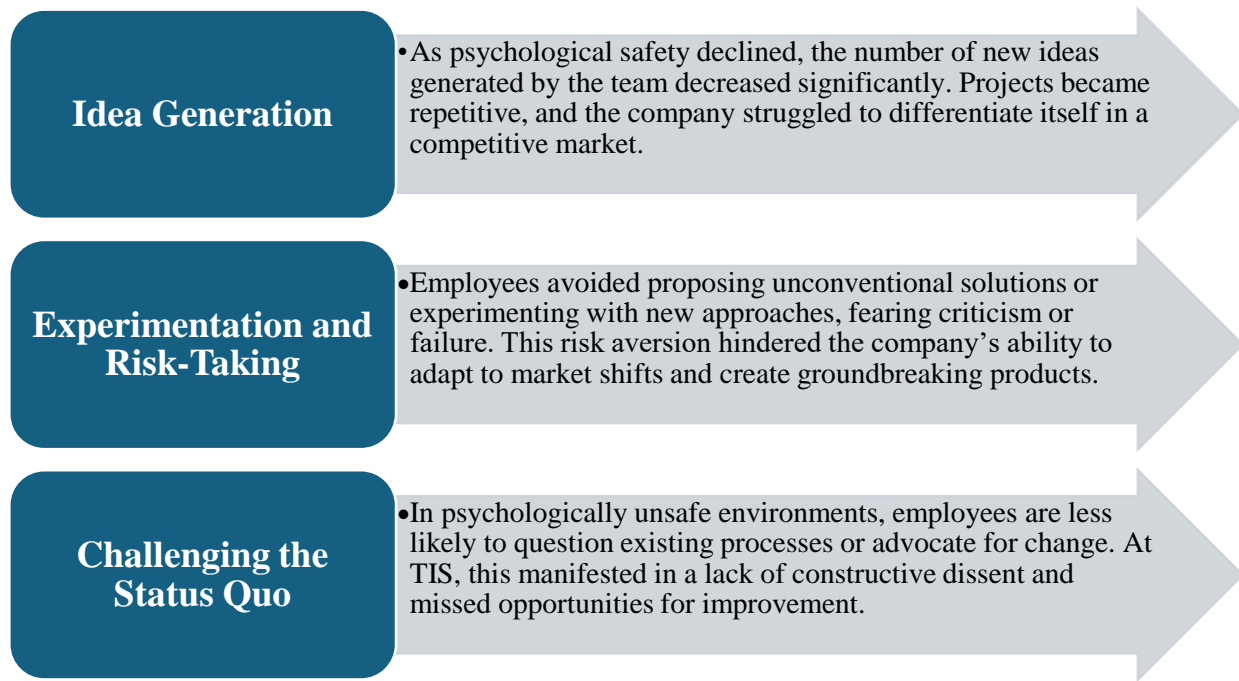 Idea Generation
•As psychological safety declined, the number of new ideas
generated by the team decreased significantly. Projects became
repetitive, and the company struggled to differentiate itself in a
competitive market.
Experimentation and
Risk-Taking
•Employees avoided proposing unconventional solutions or
experimenting with new approaches, fearing criticism or
failure. This risk aversion hindered the company’s ability to
adapt to market shifts and create groundbreaking products.
Challenging the
Status Quo
•In psychologically unsafe environments, employees are less
likely to question existing processes or advocate for change. At
TIS, this manifested in a lack of constructive dissent and
missed opportunities for improvement.